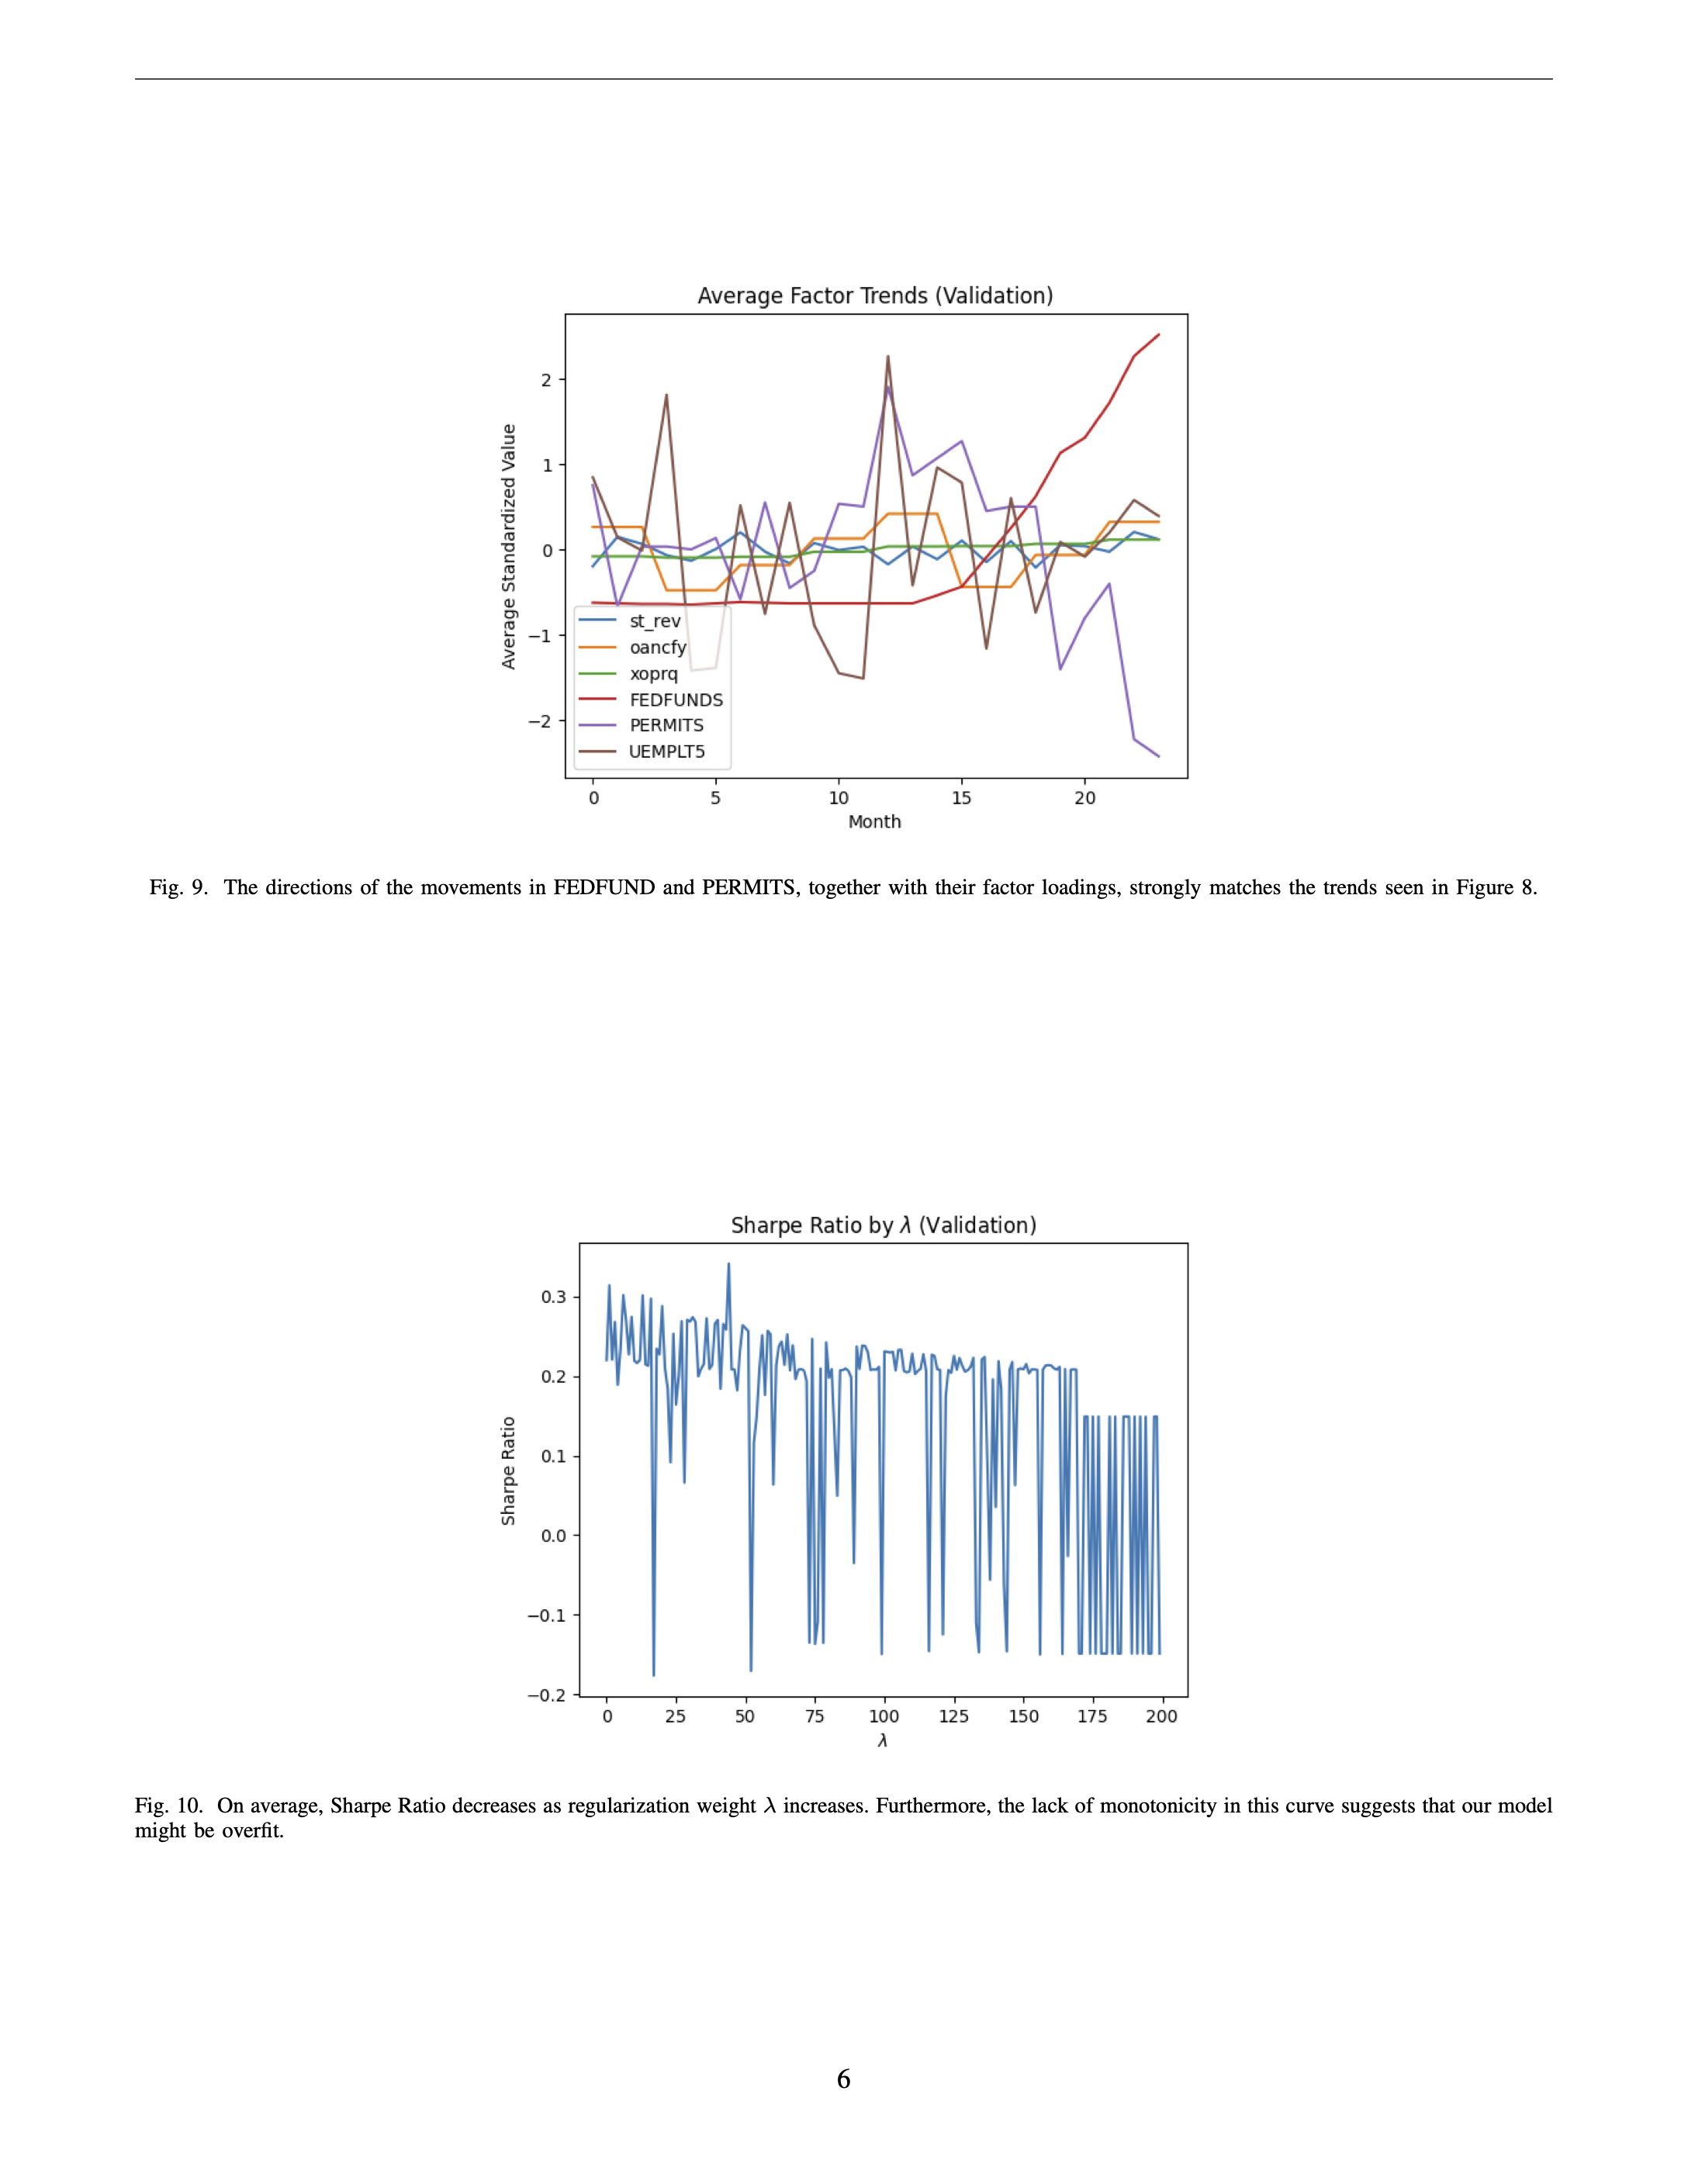 Average Factor Trends (Validation)
Average Standardized Value
2
1
0
−1
−2
st_rev
oancfy
xoprq
FEDFUNDS
PERMITS
UEMPLT5
0 5 10 15 20
Month
Fig. 9. The directions of the movements in FEDFUND and PERMITS, together with their factor loadings, strongly matches the trends seen in Figure 8.
Sharpe Ratio by λ (Validation)
Sharpe Ratio
0.3
0.2
0.1
0.0
−0.1
−0.2
0 25 50 75 100 125 150 175 200
λ
Fig. 10. On average, Sharpe Ratio decreases as regularization weight λ increases. Furthermore, the lack of monotonicity in this curve suggests that our model
might be overfit.
6